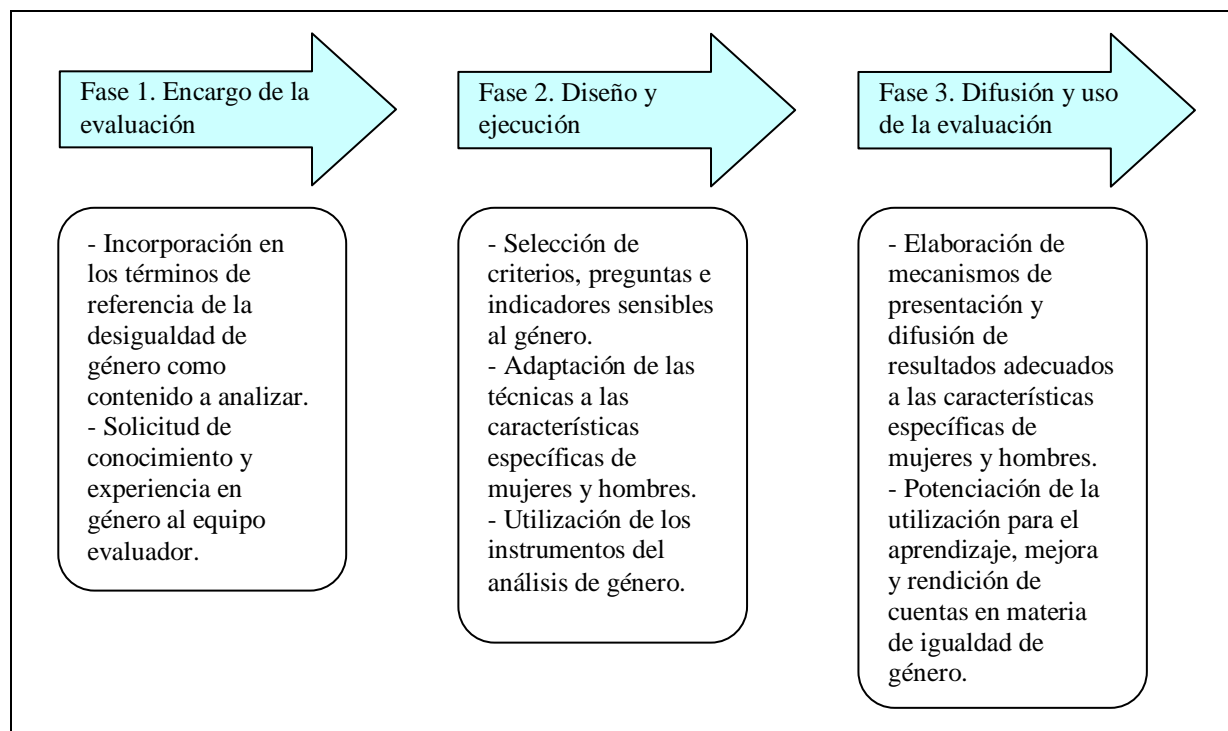 Fase 1. Encargo de la
evaluación
Fase 2. Diseño y
ejecución
Fase 3. Difusión y uso
de la evaluación
- Incorporación en
los términos de
referencia de la
desigualdad de
género como
contenido a analizar.
- Solicitud de
conocimiento y
experiencia en
género al equipo
evaluador.
- Selección de
criterios, preguntas e
indicadores sensibles
al género.
- Adaptación de las
técnicas a las
características
específicas de
mujeres y hombres.
- Utilización de los
instrumentos del
análisis de género.
- Elaboración de
mecanismos de
presentación y
difusión de
resultados adecuados
a las características
específicas de
mujeres y hombres.
- Potenciación de la
utilización para el
aprendizaje, mejora
y rendición de
cuentas en materia
de igualdad de
género.